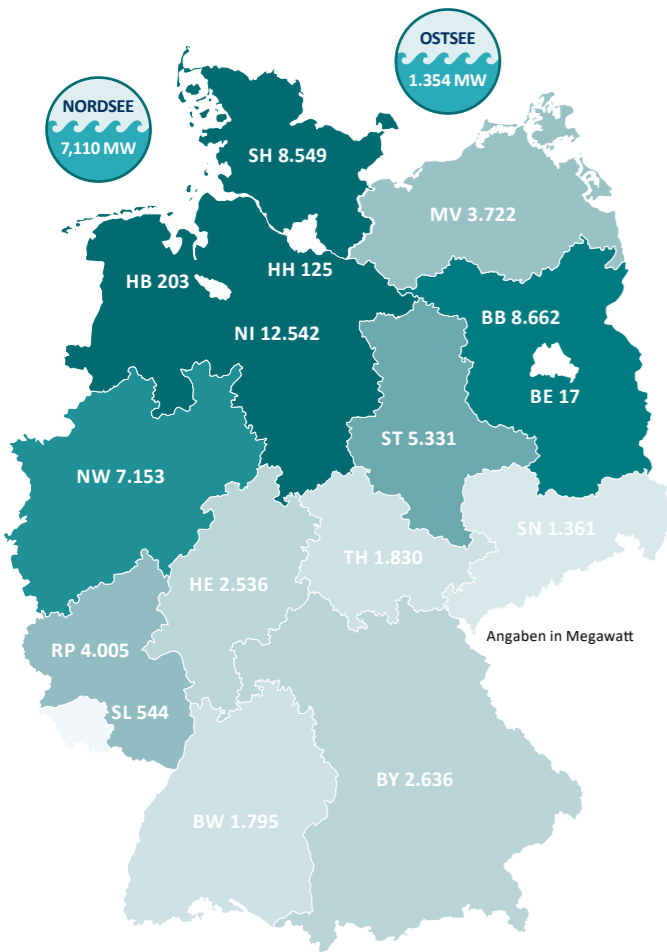 OSTSEE
1.354 MW
NORDSEE
7,110 MW
SH 8.549
MV 3.722
HH 125
HB 203
BB 8.662
NI 12.542
BE 17
ST 5.331
NW 7.153
SN 1.361
TH 1.830
HE 2.536
Angaben in Megawatt
RP 4.005
SL 544
BY 2.636
BW 1.795